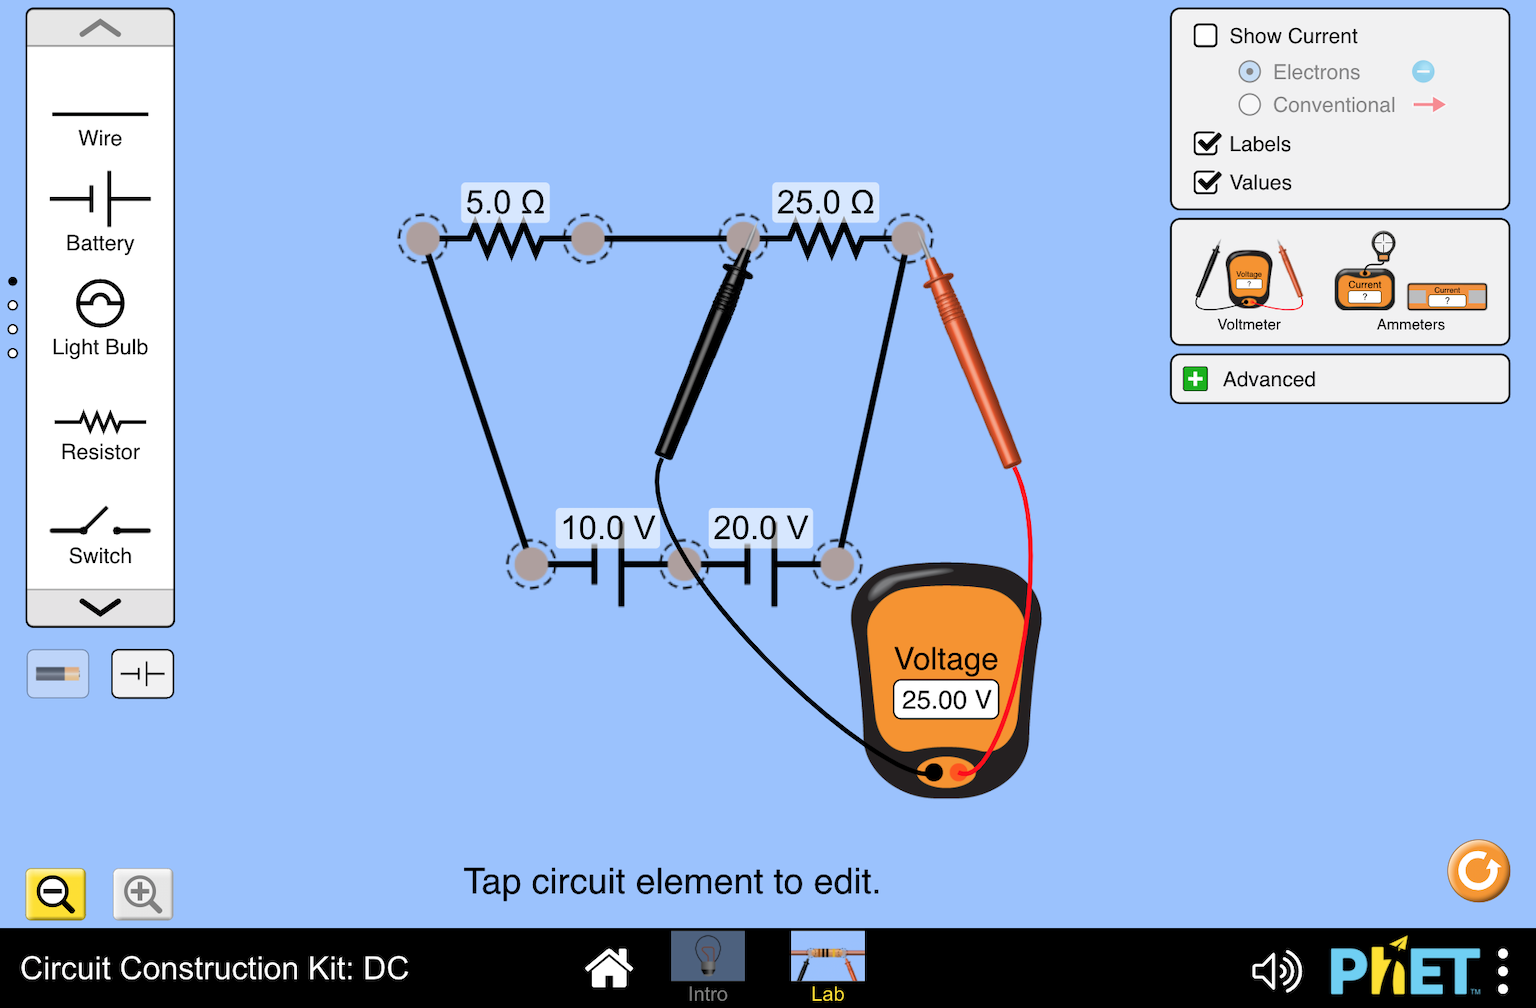 Wire
Battery
Light Bulb
Resistor
Switch
5.0 Ω
25.0 Ω
10.0 V
20.0 V
Voltage
25.00 V
Show Current
Electrons
Conventional
Labels
Values
Voltage
?
Voltmeter
Current
?
Current
?
Ammeters
Advanced
Tap circuit element to edit.
Circuit Construction Kit: DC
Intro
Lab
PhET™